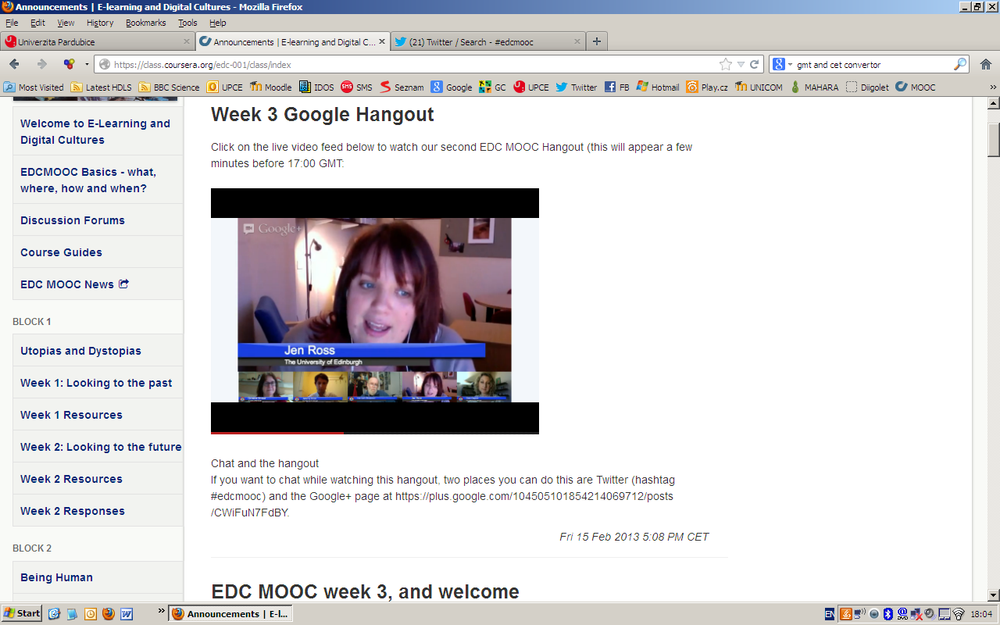 Announcements | E-learning and Digital Cultures - Mozilla Firefox
File Edit View History Bookmarks Tools Help
Univerzita Pardubice
Announcements | E-learning and Digital C...
(21) Twitter / Search - #edcmooc
https://class.coursera.org/edc-001/class/index
gmt and cet convertor
Most Visited Latest HDLS BBC Science UPCE Moodle IDOS SMS Seznam Google GC UPCE Twitter FB Hotmail Play.cz UNICOM MAHARA Diigolet MOOC
Welcome to E-Learning and
Digital Cultures
EDCMOOC Basics - what,
where, how and when?
Discussion Forums
Course Guides
EDC MOOC News
BLOCK 1
Utopias and Dystopias
Week 1: Looking to the past
Week 1 Resources
Week 2: Looking to the future
Week 2 Resources
Week 2 Responses
BLOCK 2
Being Human
Week 3 Google Hangout
Click on the live video feed below to watch our second EDC MOOC Hangout (this will appear a few
minutes before 17:00 GMT:
Google+
Jen Ross
The University of Edinburgh
Chat and the hangout
If you want to chat while watching this hangout, two places you can do this are Twitter (hashtag
#edcmooc) and the Google+ page at https://plus.google.com/104505101854214069712/posts
/CWiFuN7FdBY.
Fri 15 Feb 2013 5:08 PM CET
EDC MOOC week 3, and welcome
Start
Announcements | E-l...
EN
18:04